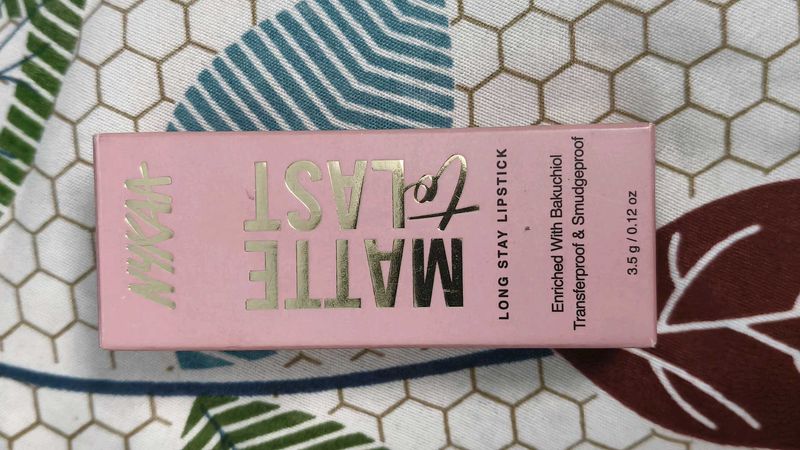 NYKAA
MATTE
to LAST
LONG STAY LIPSTICK
Enriched With Bakuchiol
Transferproof & Smudgeproof
3.5 g / 0.12 oz